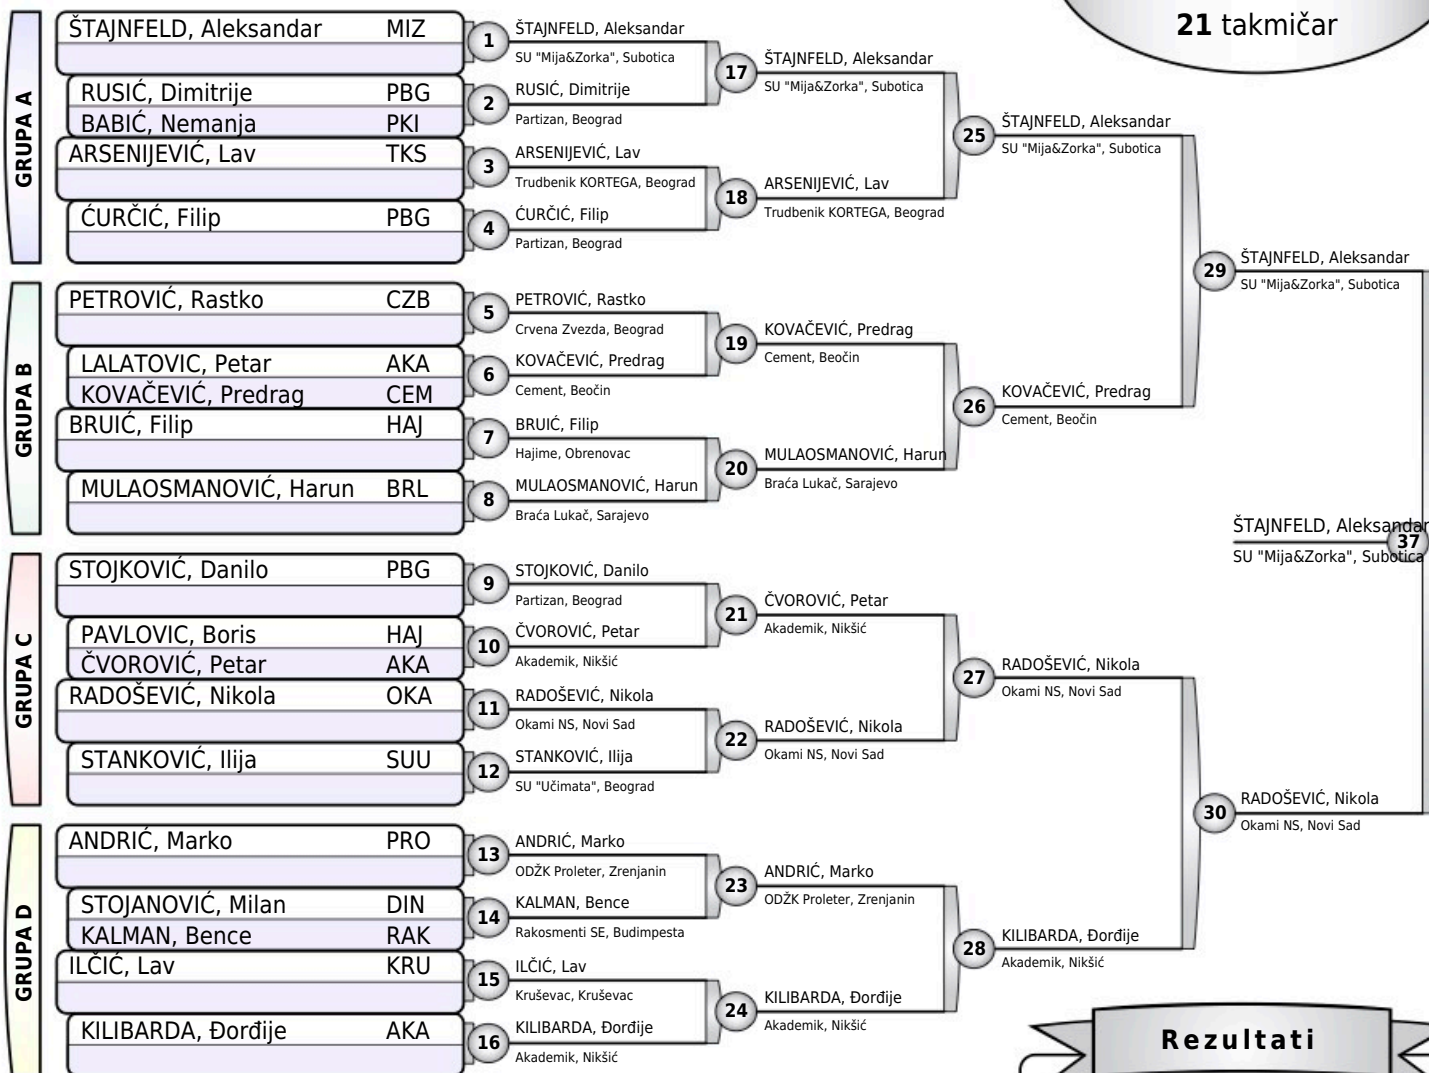 21 takmičar
GRUPA A
ŠTAJNFELD, Aleksandar MIZ
RUSIĆ, Dimitrije PBG
BABIĆ, Nemanja PKI
ARSENIJEVIĆ, Lav TKS
ĆURČIĆ, Filip PBG
GRUPA B
PETROVIĆ, Rastko CZB
LALATOVIC, Petar AKA
KOVAČEVIĆ, Predrag CEM
BRUIĆ, Filip HAJ
MULAOSMANOVIĆ, Harun BRL
GRUPA C
STOJKOVIĆ, Danilo PBG
PAVLOVIC, Boris HAJ
ČVOROVIĆ, Petar AKA
RADOŠEVIĆ, Nikola OKA
STANKOVIĆ, Ilija SUU
GRUPA D
ANDRIĆ, Marko PRO
STOJANOVIĆ, Milan DIN
KALMAN, Bence RAK
ILČIĆ, Lav KRU
KILIBARDA, Đorđije AKA
1 ŠTAJNFELD, Aleksandar
SU "Mija&Zorka", Subotica
2 RUSIĆ, Dimitrije
Partizan, Beograd
3 ARSENIJEVIĆ, Lav
Trudbenik KORTEGA, Beograd
4 ĆURČIĆ, Filip
Partizan, Beograd
5 PETROVIĆ, Rastko
Crvena Zvezda, Beograd
6 KOVAČEVIĆ, Predrag
Cement, Beočin
7 BRUIĆ, Filip
Hajime, Obrenovac
8 MULAOSMANOVIĆ, Harun
Braća Lukač, Sarajevo
9 STOJKOVIĆ, Danilo
Partizan, Beograd
10 ČVOROVIĆ, Petar
Akademik, Nikšić
11 RADOŠEVIĆ, Nikola
Okami NS, Novi Sad
12 STANKOVIĆ, Ilija
SU "Učimata", Beograd
13 ANDRIĆ, Marko
ODŽK Proleter, Zrenjanin
14 KALMAN, Bence
Rakosmenti SE, Budimpesta
15 ILČIĆ, Lav
Kruševac, Kruševac
16 KILIBARDA, Đorđije
Akademik, Nikšić
17 ŠTAJNFELD, Aleksandar
SU "Mija&Zorka", Subotica
18 ARSENIJEVIĆ, Lav
Trudbenik KORTEGA, Beograd
19 KOVAČEVIĆ, Predrag
Cement, Beočin
20 MULAOSMANOVIĆ, Harun
Braća Lukač, Sarajevo
21 ČVOROVIĆ, Petar
Akademik, Nikšić
22 RADOŠEVIĆ, Nikola
Okami NS, Novi Sad
23 ANDRIĆ, Marko
ODŽK Proleter, Zrenjanin
24 KILIBARDA, Đorđije
Akademik, Nikšić
25 ŠTAJNFELD, Aleksandar
SU "Mija&Zorka", Subotica
26 KOVAČEVIĆ, Predrag
Cement, Beočin
27 RADOŠEVIĆ, Nikola
Okami NS, Novi Sad
28 KILIBARDA, Đorđije
Akademik, Nikšić
29 ŠTAJNFELD, Aleksandar
SU "Mija&Zorka", Subotica
30 RADOŠEVIĆ, Nikola
Okami NS, Novi Sad
ŠTAJNFELD, Aleksandar
37
SU "Mija&Zorka", Subotica
Rezultati